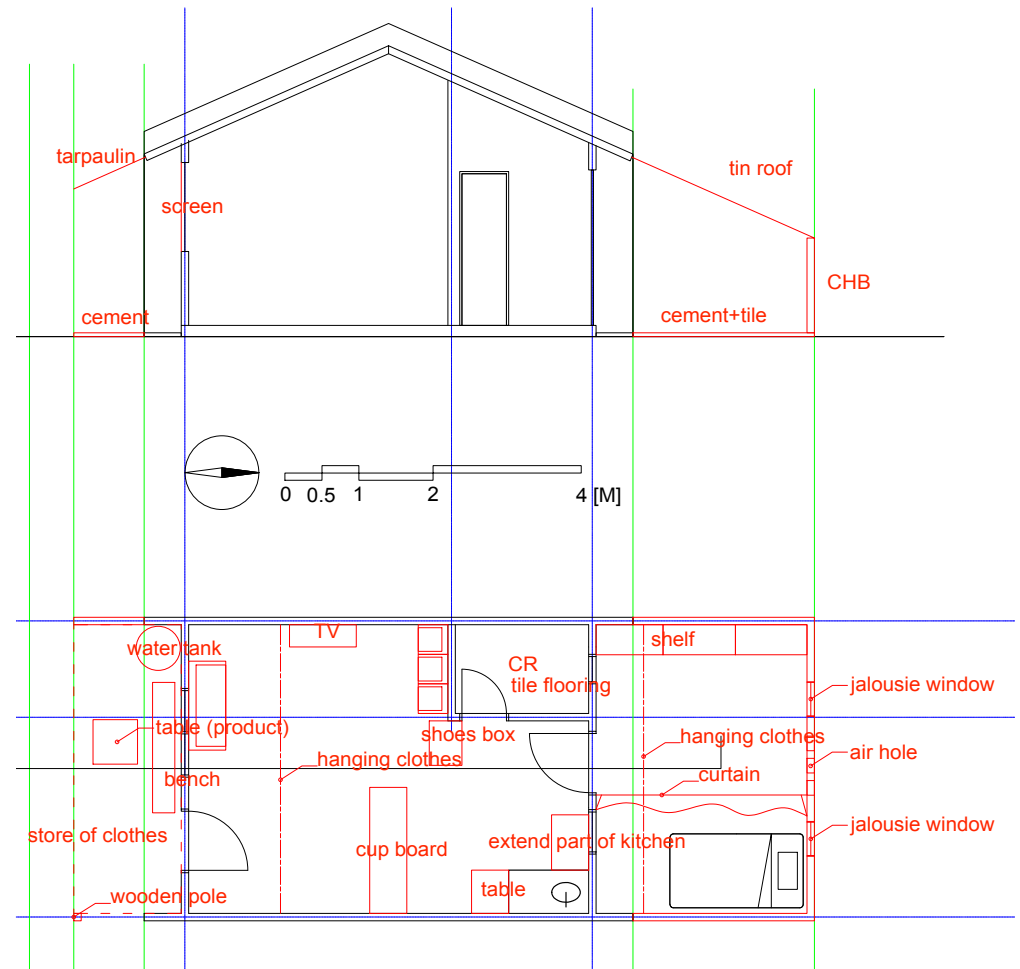 tarpaulin
tin roof
screen
CHB
cement
cement+tile
0 0.5 1 2 4 [M]
TV
water tank
CR
tile flooring
shelf
jalousie window
table (product)
shoes box
hanging clothes
hanging clothes
air hole
bench
curtain
store of clothes
cup board
extend part of kitchen
jalousie window
wooden pole
table